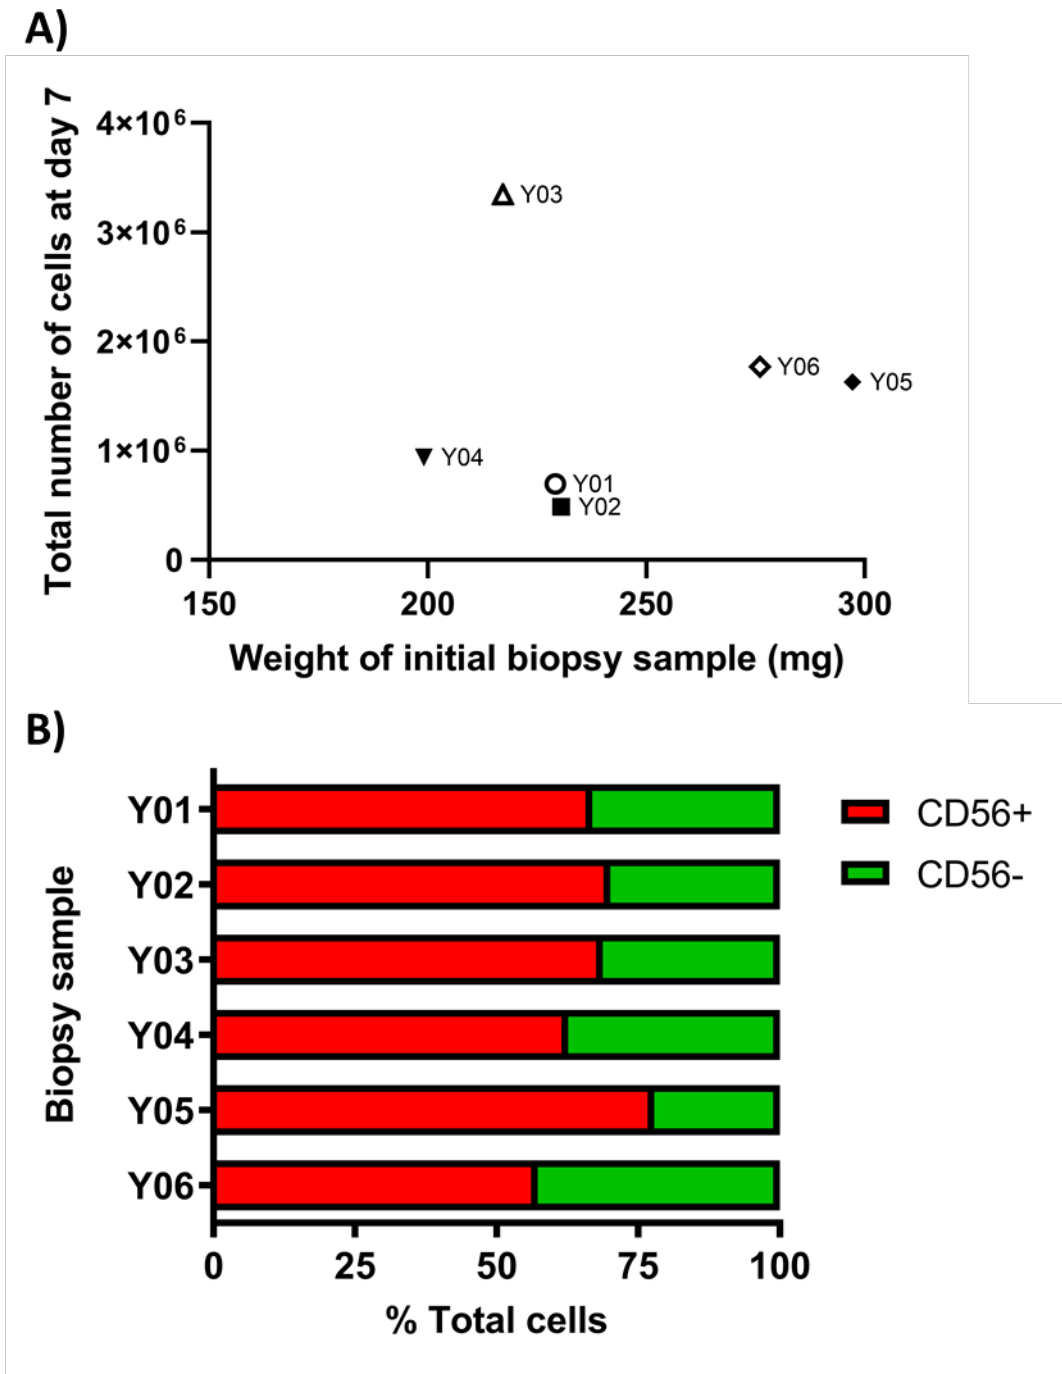 A)
Total number of cells at day 7
4×10⁶
3×10⁶
2×10⁶
1×10⁶
0
Y03
Y06
Y05
Y04
Y01
Y02
150 200 250 300
Weight of initial biopsy sample (mg)
B)
Biopsy sample
Y01
Y02
Y03
Y04
Y05
Y06
CD56+
CD56-
0 25 50 75 100
% Total cells